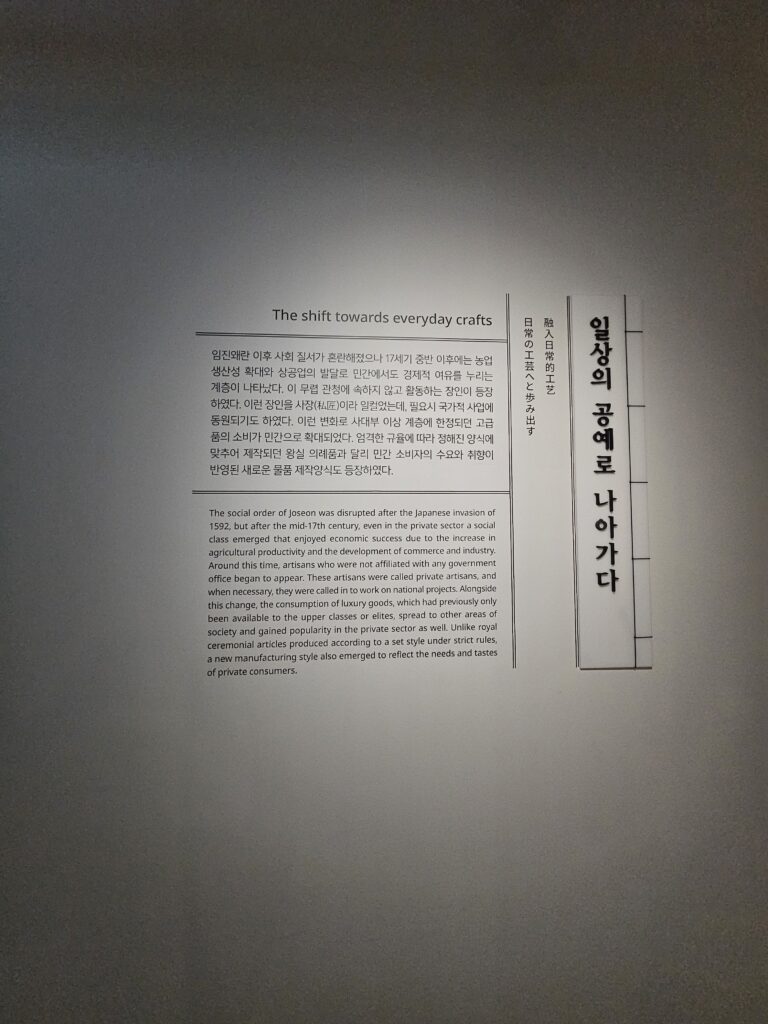 일상의 공예로 나아가다
融入日常的工艺
日常の工芸へと歩み出す
The shift towards everyday crafts
임진왜란 이후 사회 질서가 혼란해졌으나 17세기 중반 이후에는 농업
생산성 확대와 상공업의 발달로 민간에서도 경제적 여유를 누리는
계층이 나타났다. 이 무렵 관청에 속하지 않고 활동하는 장인이 등장
하였다. 이런 장인을 사장(私匠)이라 일컬었는데, 필요시 국가적 사업에
동원되기도 하였다. 이런 변화로 사대부 이상 계층에 한정되던 고급
품의 소비가 민간으로 확대되었다. 엄격한 규율에 따라 정해진 양식에
맞추어 제작되던 왕실 의례품과 달리 민간 소비자의 수요와 취향이
반영된 새로운 물품 제작양식도 등장하였다.
The social order of Joseon was disrupted after the Japanese invasion of
1592, but after the mid-17th century, even in the private sector a social
class emerged that enjoyed economic success due to the increase in
agricultural productivity and the development of commerce and industry.
Around this time, artisans who were not affiliated with any government
office began to appear. These artisans were called private artisans, and
when necessary, they were called in to work on national projects. Alongside
this change, the consumption of luxury goods, which had previously only
been available to the upper classes or elites, spread to other areas of
society and gained popularity in the private sector as well. Unlike royal
ceremonial articles produced according to a set style under strict rules,
a new manufacturing style also emerged to reflect the needs and tastes
of private consumers.